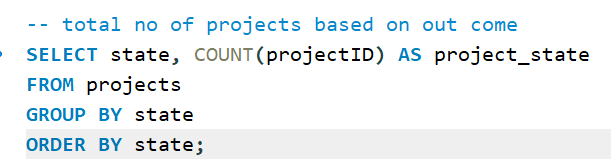 -- total no of projects based on out come
SELECT state, COUNT(projectID) AS project_state
FROM projects
GROUP BY state
ORDER BY state;